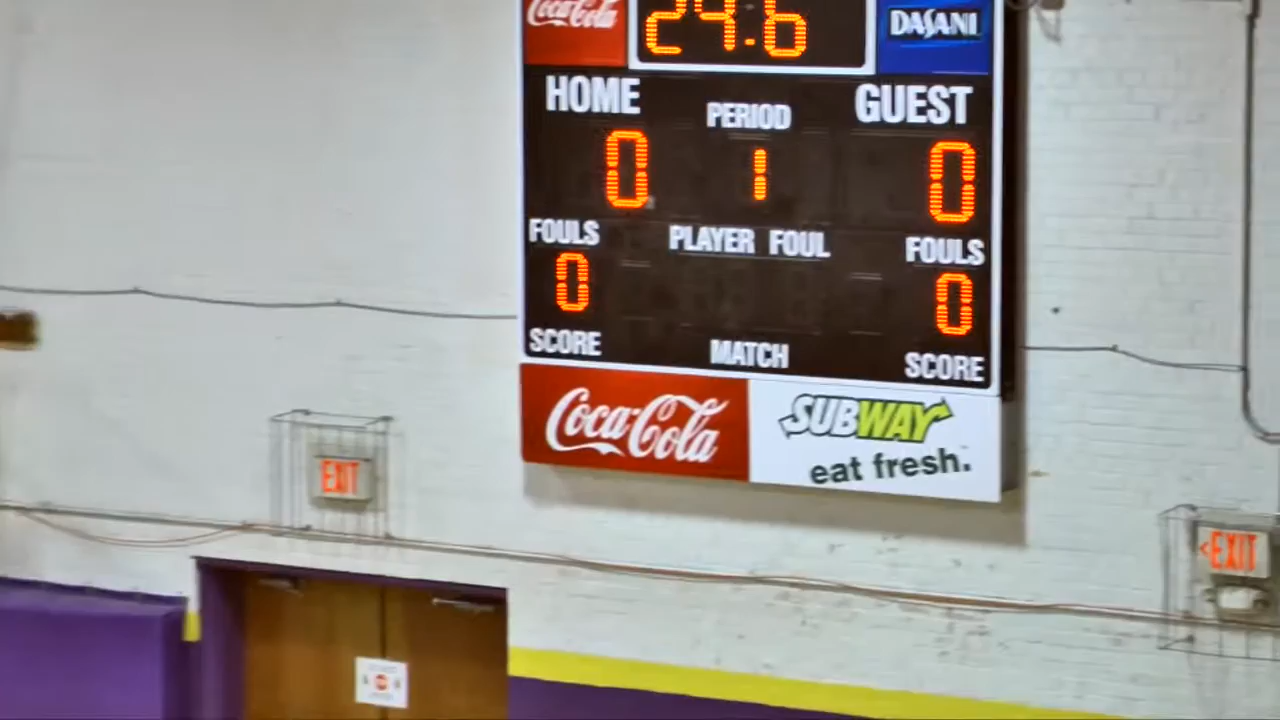 Coca-Cola
24.6
DASANI
HOME
PERIOD
GUEST
0
1
0
FOULS
PLAYER FOUL
FOULS
0
0
SCORE
MATCH
SCORE
Coca-Cola
SUBWAY
eat fresh.
EXIT
<EXIT